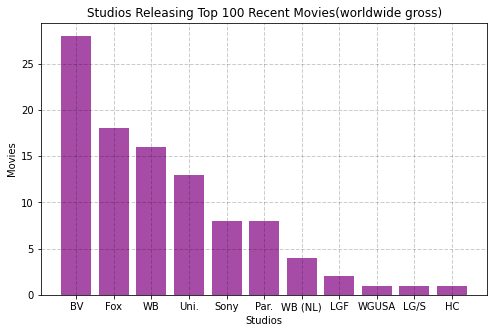 Studios Releasing Top 100 Recent Movies(worldwide gross)
Movies
25
20
15
10
5
0
BV Fox WB Uni. Sony Par. WB (NL) LGF WGUSA LG/S HC
Studios